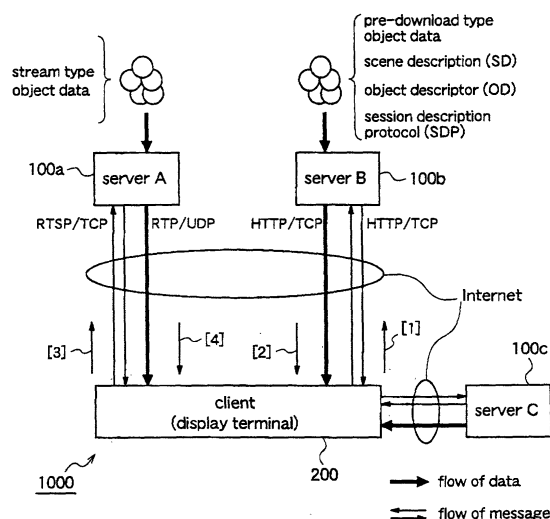 stream type
object data
pre-download type
object data
scene description (SD)
object descriptor (OD)
session description
protocol (SDP)
100a
server A
server B
100b
RTSP/TCP
RTP/UDP
HTTP/TCP
HTTP/TCP
Internet
[3]
[4]
[2]
[1]
100c
client
(display terminal)
server C
1000
200
flow of data
flow of message